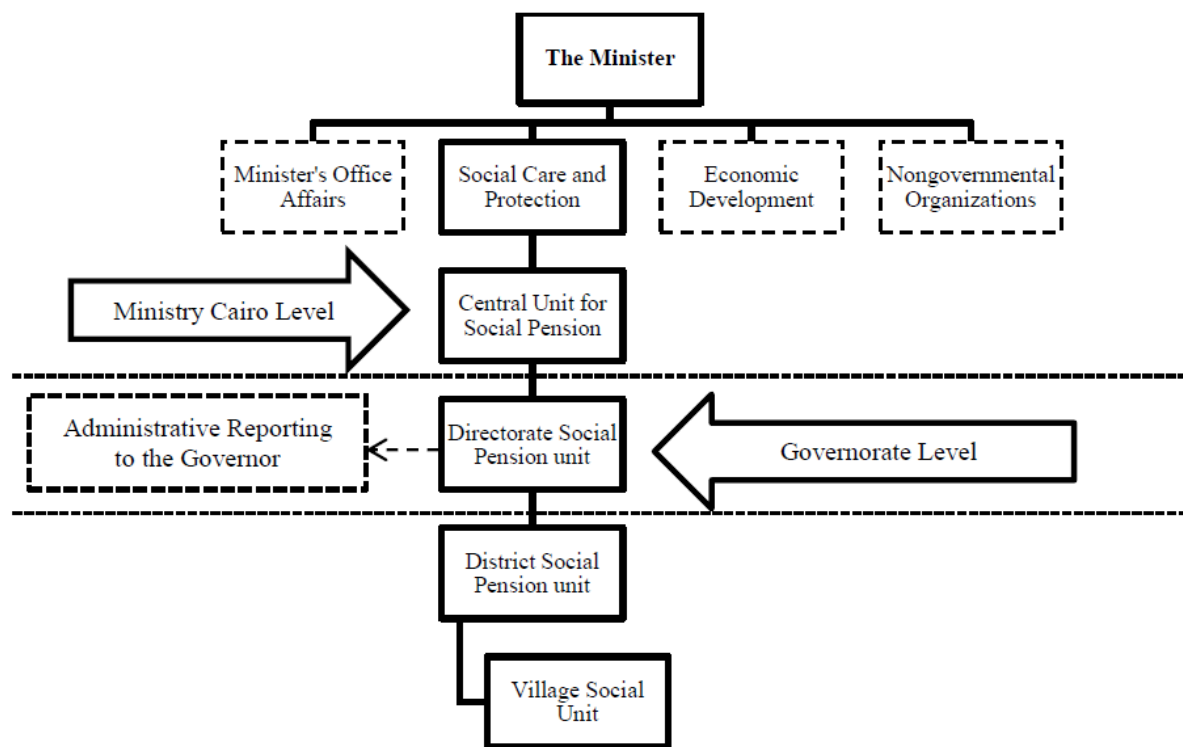 The Minister
Minister's Office
Affairs
Social Care and
Protection
Economic
Development
Nongovernmental
Organizations
Ministry Cairo Level
Central Unit for
Social Pension
Administrative Reporting
to the Governor
Directorate Social
Pension unit
Governorate Level
District Social
Pension unit
Village Social
Unit